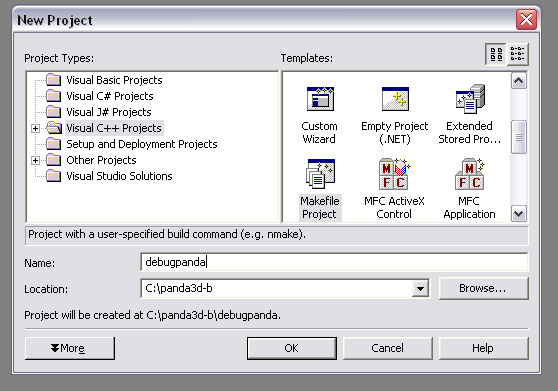 New Project
Project Types:
Templates:
Visual Basic Projects
Visual C# Projects
Visual J# Projects
Visual C++ Projects
Setup and Deployment Projects
Other Projects
Visual Studio Solutions
Custom Wizard
Empty Project (.NET)
Extended Stored Pro...
Makefile Project
MFC ActiveX Control
MFC Application
Project with a user-specified build command (e.g. nmake).
Name:
debugpanda
Location:
C:\panda3d-b
Browse...
Project will be created at C:\panda3d-b\debugpanda.
More
OK
Cancel
Help